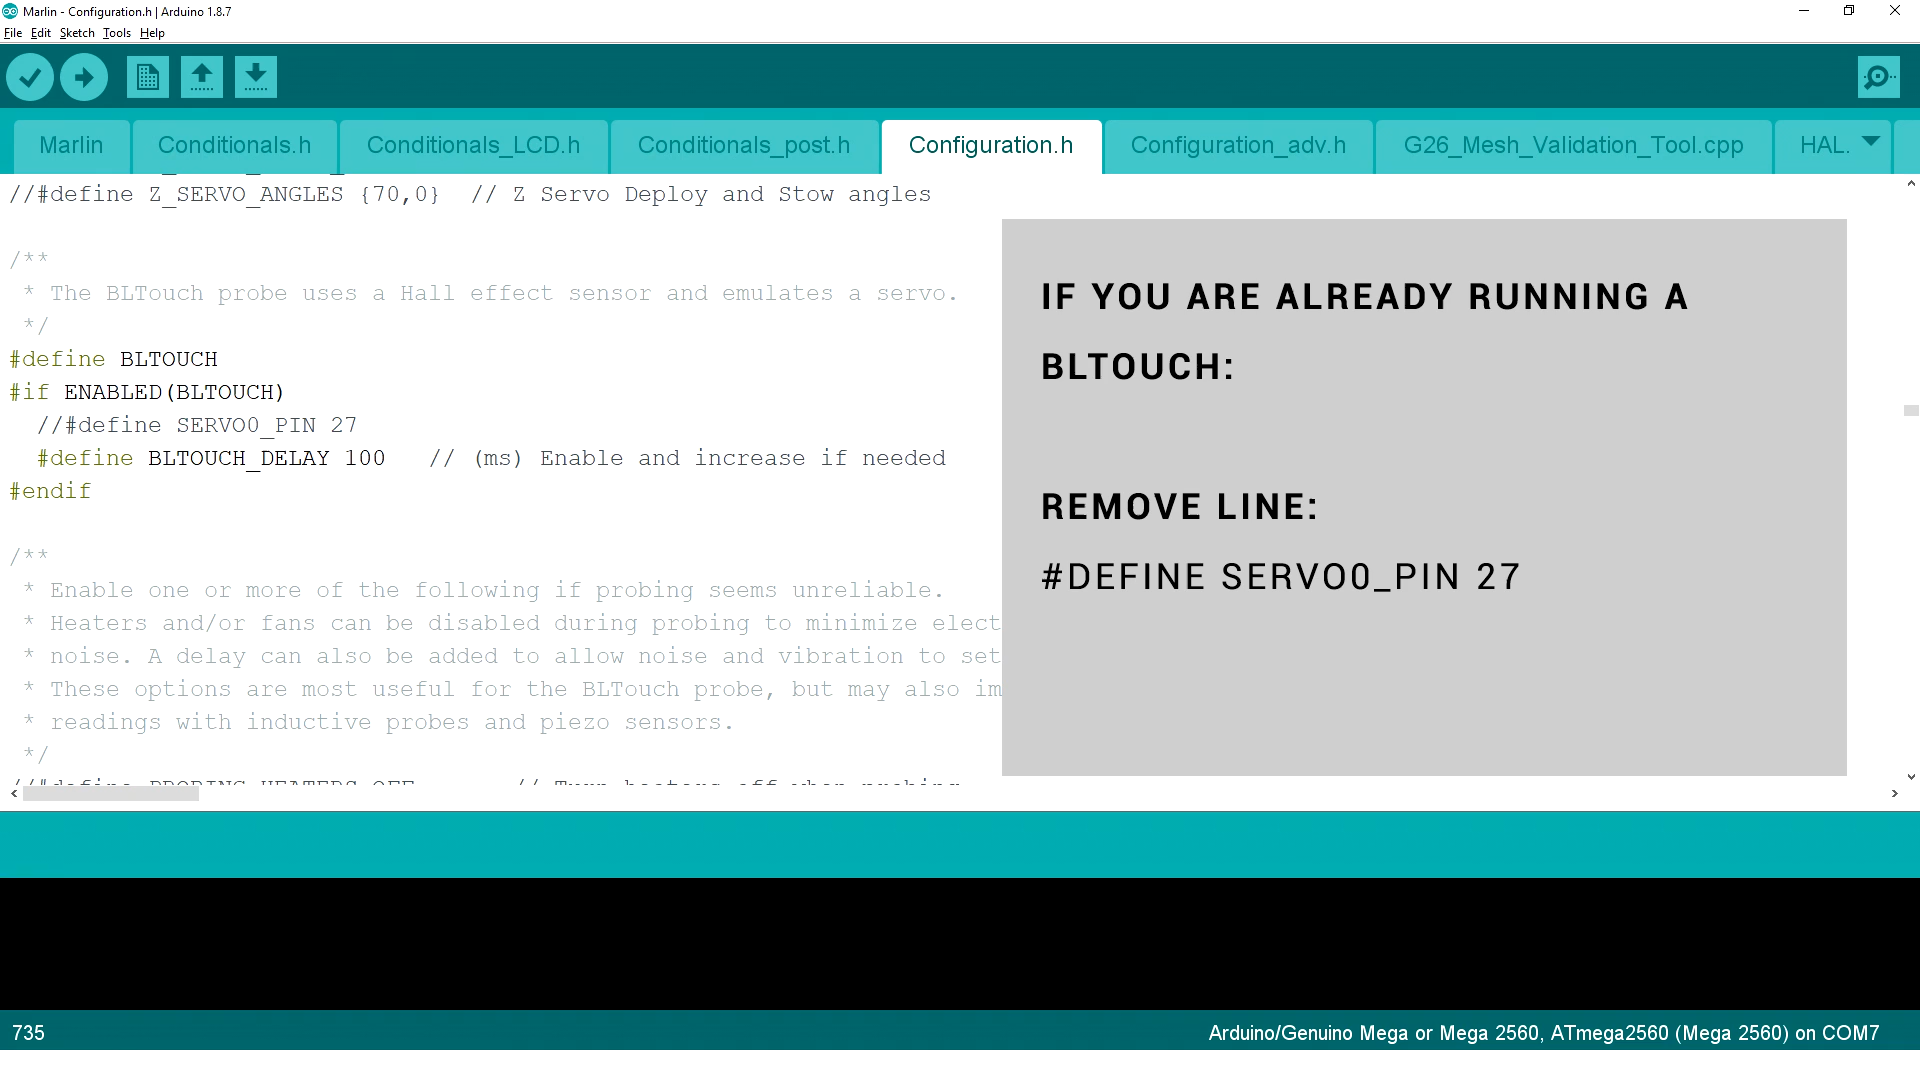 Marlin - Configuration.h | Arduino 1.8.7
File Edit Sketch Tools Help
Marlin Conditionals.h Conditionals_LCD.h Conditionals_post.h Configuration.h Configuration_adv.h G26_Mesh_Validation_Tool.cpp HAL.
//#define Z_SERVO_ANGLES {70,0}  // Z Servo Deploy and Stow angles
/**
 * The BLTouch probe uses a Hall effect sensor and emulates a servo.
 */
#define BLTOUCH
#if ENABLED(BLTOUCH)
  //#define SERVO0_PIN 27
  #define BLTOUCH_DELAY 100   // (ms) Enable and increase if needed
#endif
/**
 * Enable one or more of the following if probing seems unreliable.
 * Heaters and/or fans can be disabled during probing to minimize elect
 * noise. A delay can also be added to allow noise and vibration to set
 * These options are most useful for the BLTouch probe, but may also im
 * readings with inductive probes and piezo sensors.
 */
//#define PROBING_HEATERS_OFF       // Turn heaters off when probing
IF YOU ARE ALREADY RUNNING A
BLTOUCH:
REMOVE LINE:
#DEFINE SERVO0_PIN 27
735
Arduino/Genuino Mega or Mega 2560, ATmega2560 (Mega 2560) on COM7